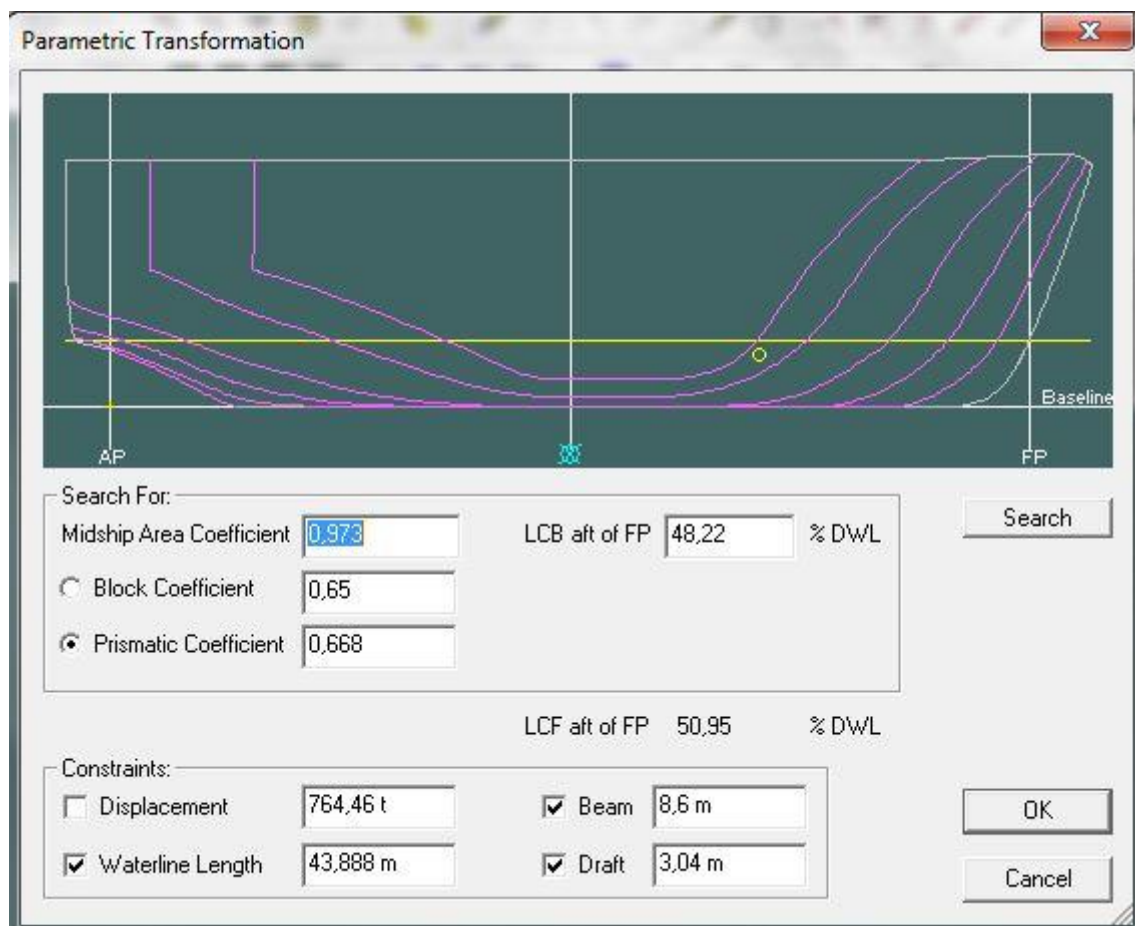 Parametric Transformation
Baseline
AP
FP
Search For:
Midship Area Coefficient 0,973 LCB aft of FP 48,22 % DWL
Search
Block Coefficient 0,65
Prismatic Coefficient 0,668
LCF aft of FP 50,95 % DWL
Constraints:
Displacement 764,46 t Beam 8,6 m
OK
Waterline Length 43,888 m Draft 3,04 m
Cancel